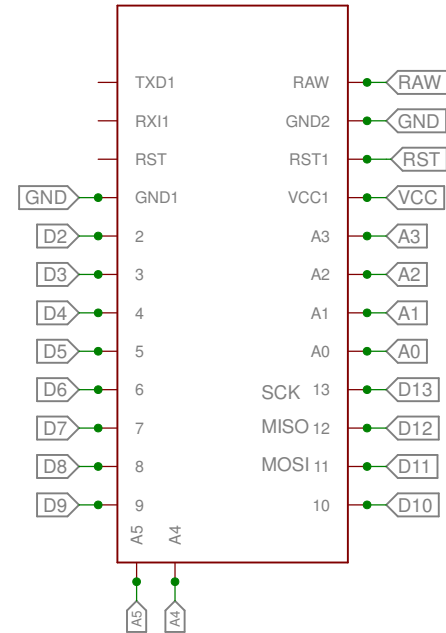 TXD1 RAW RAW
RXI1 GND2 GND
RST RST1 RST
GND GND1 VCC1 VCC
D2 2 A3 A3
D3 3 A2 A2
D4 4 A1 A1
D5 5 A0 A0
D6 6 SCK 13 D13
D7 7 MISO 12 D12
D8 8 MOSI 11 D11
D9 9 10 D10
A5 A4
A5 A4